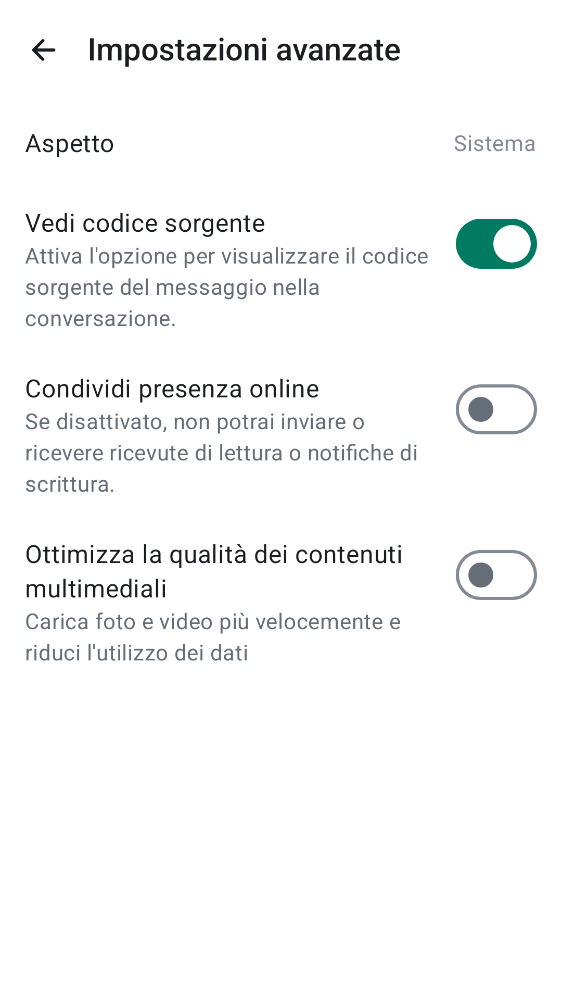 Impostazioni avanzate
Aspetto
Sistema
Vedi codice sorgente
Attiva l'opzione per visualizzare il codice
sorgente del messaggio nella
conversazione.
Condividi presenza online
Se disattivato, non potrai inviare o
ricevere ricevute di lettura o notifiche di
scrittura.
Ottimizza la qualità dei contenuti
multimediali
Carica foto e video più velocemente e
riduci l'utilizzo dei dati